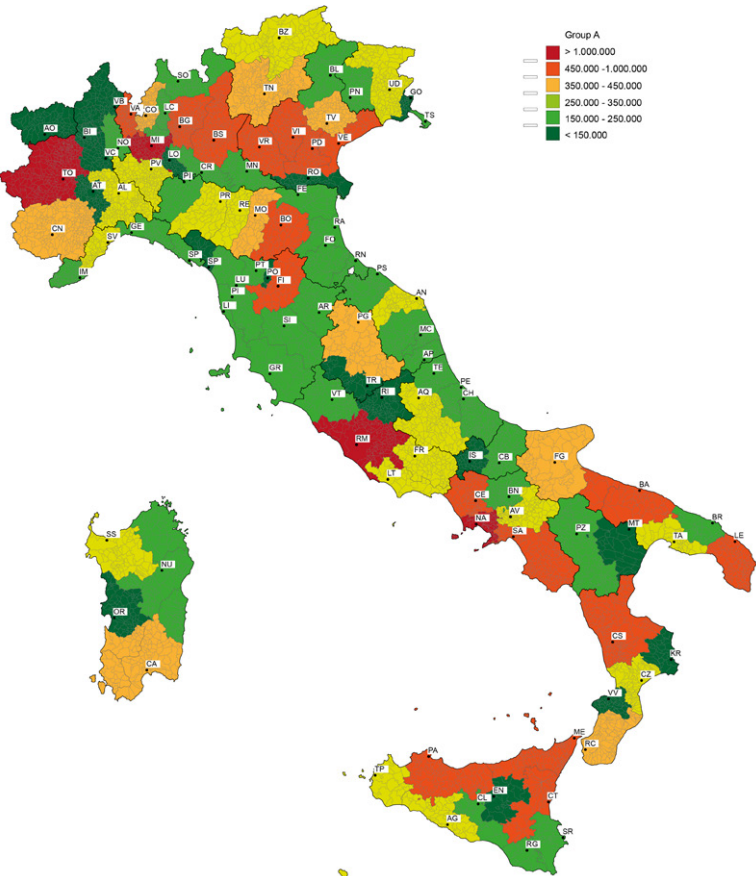 Group A
> 1.000.000
450.000 -1.000.000
350.000 - 450.000
250.000 - 350.000
150.000 - 250.000
< 150.000
BZ
SO
BL
TN
UD
PN
GO
VB
VA
CO
LC
TV
TS
AO
BI
BG
VE
NO
MI
BS
VR
VI
PD
VC
LO
TO
PV
CR
MN
RO
PI
AT
AL
FE
PR
RE
MO
BO
RA
CN
GE
SV
FO
SP
SP
RN
IM
PT
PO
PS
LU
FI
PI
AN
LI
AR
SI
PG
MC
AP
GR
TE
TR
PE
RI
VT
AQ
CH
RM
FR
IS
CB
FG
LT
BA
CE
BN
AV
NA
SA
PZ
MT
BR
TA
LE
SS
NU
OR
CS
KR
CA
CZ
VV
ME
RC
PA
TP
EN
CL
CT
AG
SR
RG